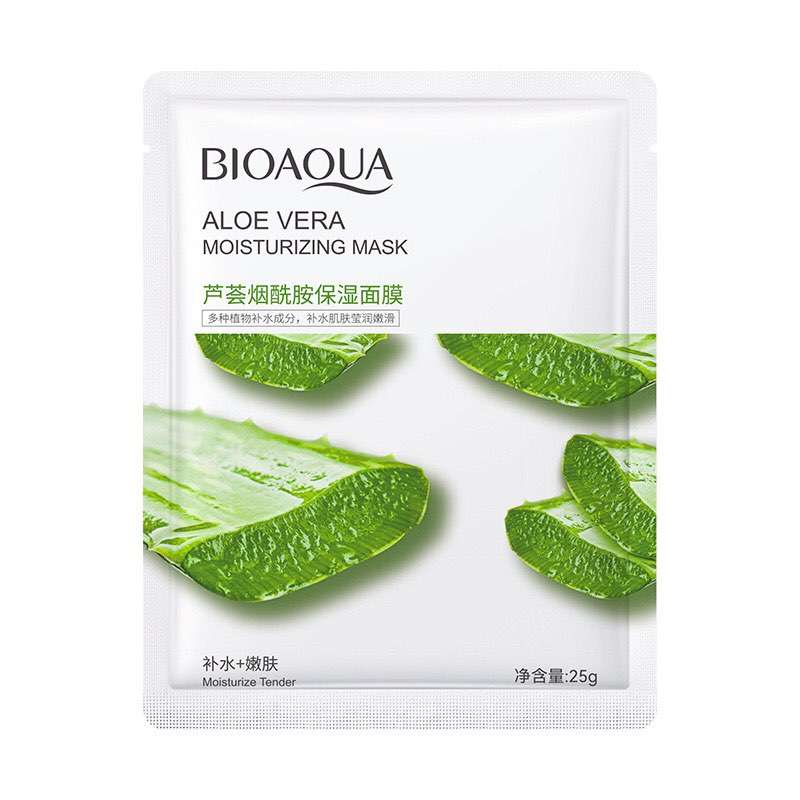 BIOAQUA
ALOE VERA
MOISTURIZING MASK
芦荟烟酰胺保湿面膜
多种植物补水成分，补水肌肤莹润嫩滑
补水+嫩肤
Moisturize Tender
净含量:25g